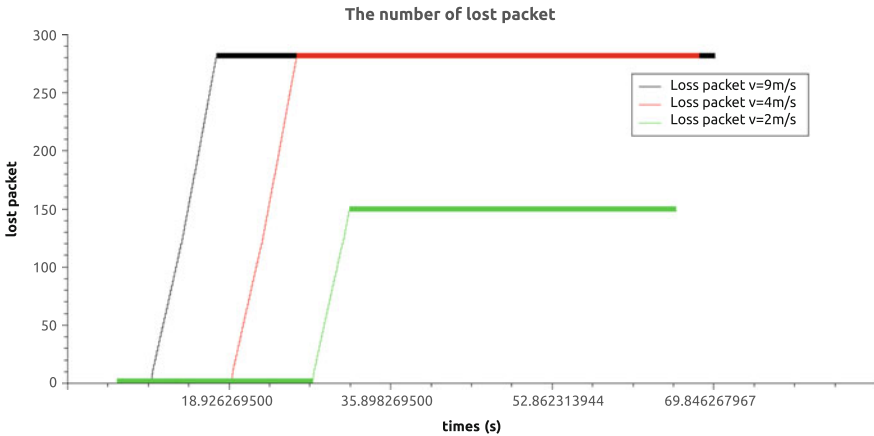 The number of lost packet
300
250
200
150
100
50
0
lost packet
Loss packet v=9m/s
Loss packet v=4m/s
Loss packet v=2m/s
18.926269500 35.898269500 52.862313944 69.846267967
times (s)